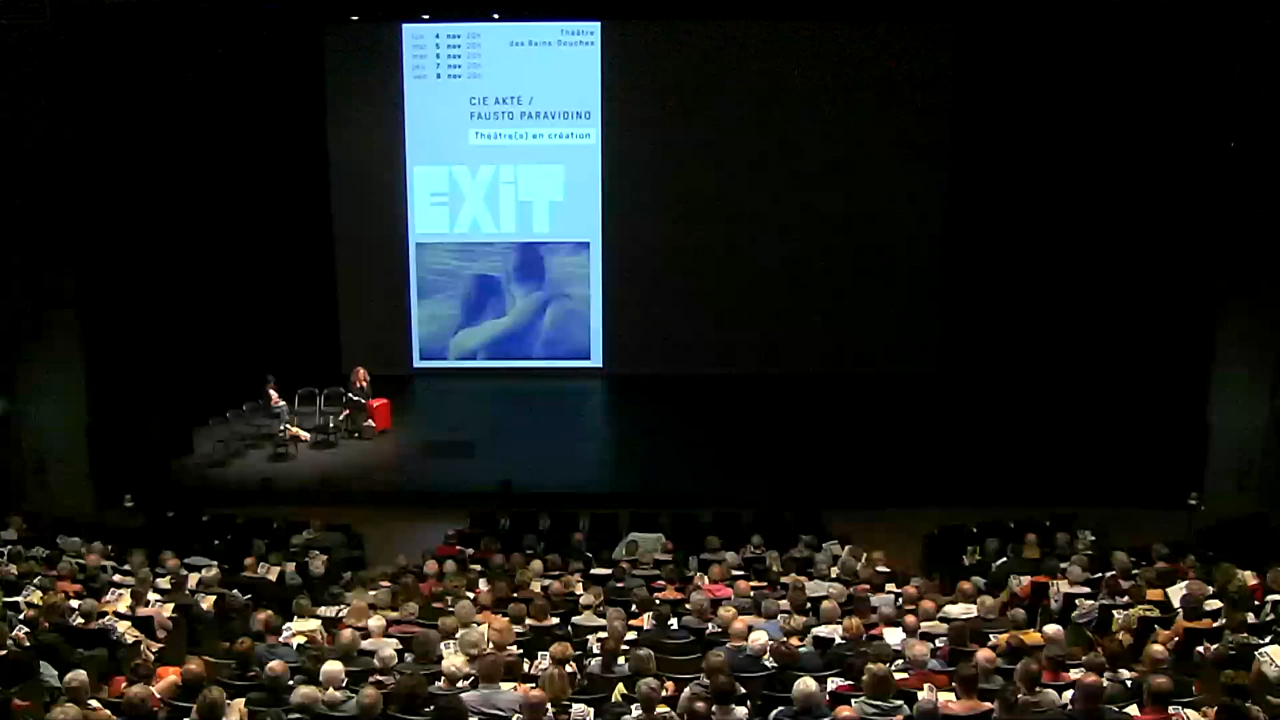 lun 4 nov 20h
mar 5 nov 20h
mer 6 nov 20h
jeu 7 nov 20h
ven 8 nov 20h
Théâtre
des Bains-Douches
CIE AKTÉ /
FAUSTO PARAVIDINO
Théâtre(s) en création
EXiT